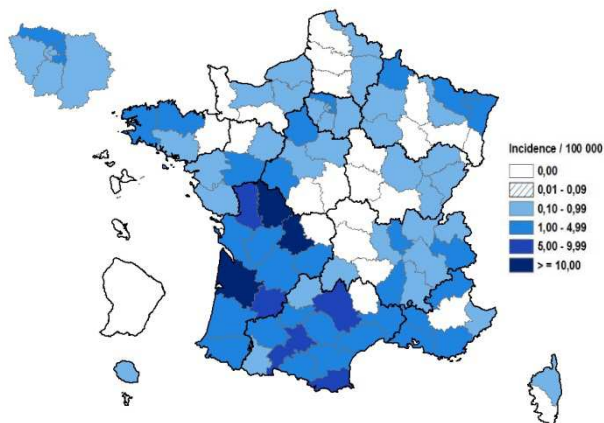 Incidence / 100 000
0,00
0,01 - 0,09
0,10 - 0,99
1,00 - 4,99
5,00 - 9,99
> = 10,00